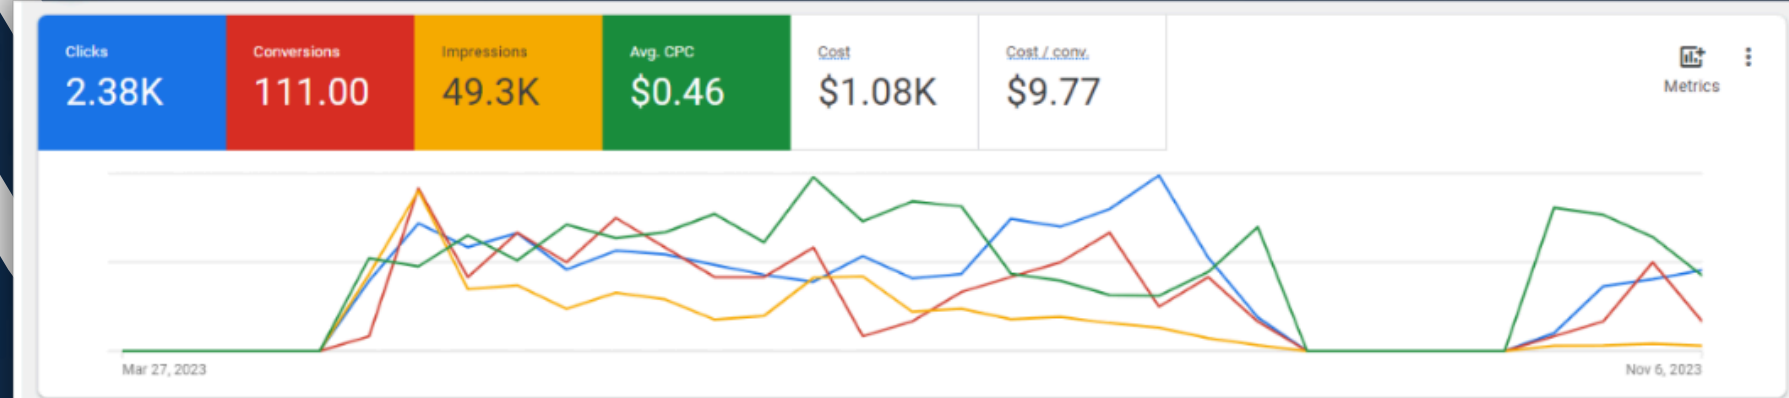 Clicks
2.38K
Conversions
111.00
Impressions
49.3K
Avg. CPC
$0.46
Cost
$1.08K
Cost / conv.
$9.77
Metrics
Mar 27, 2023
Nov 6, 2023